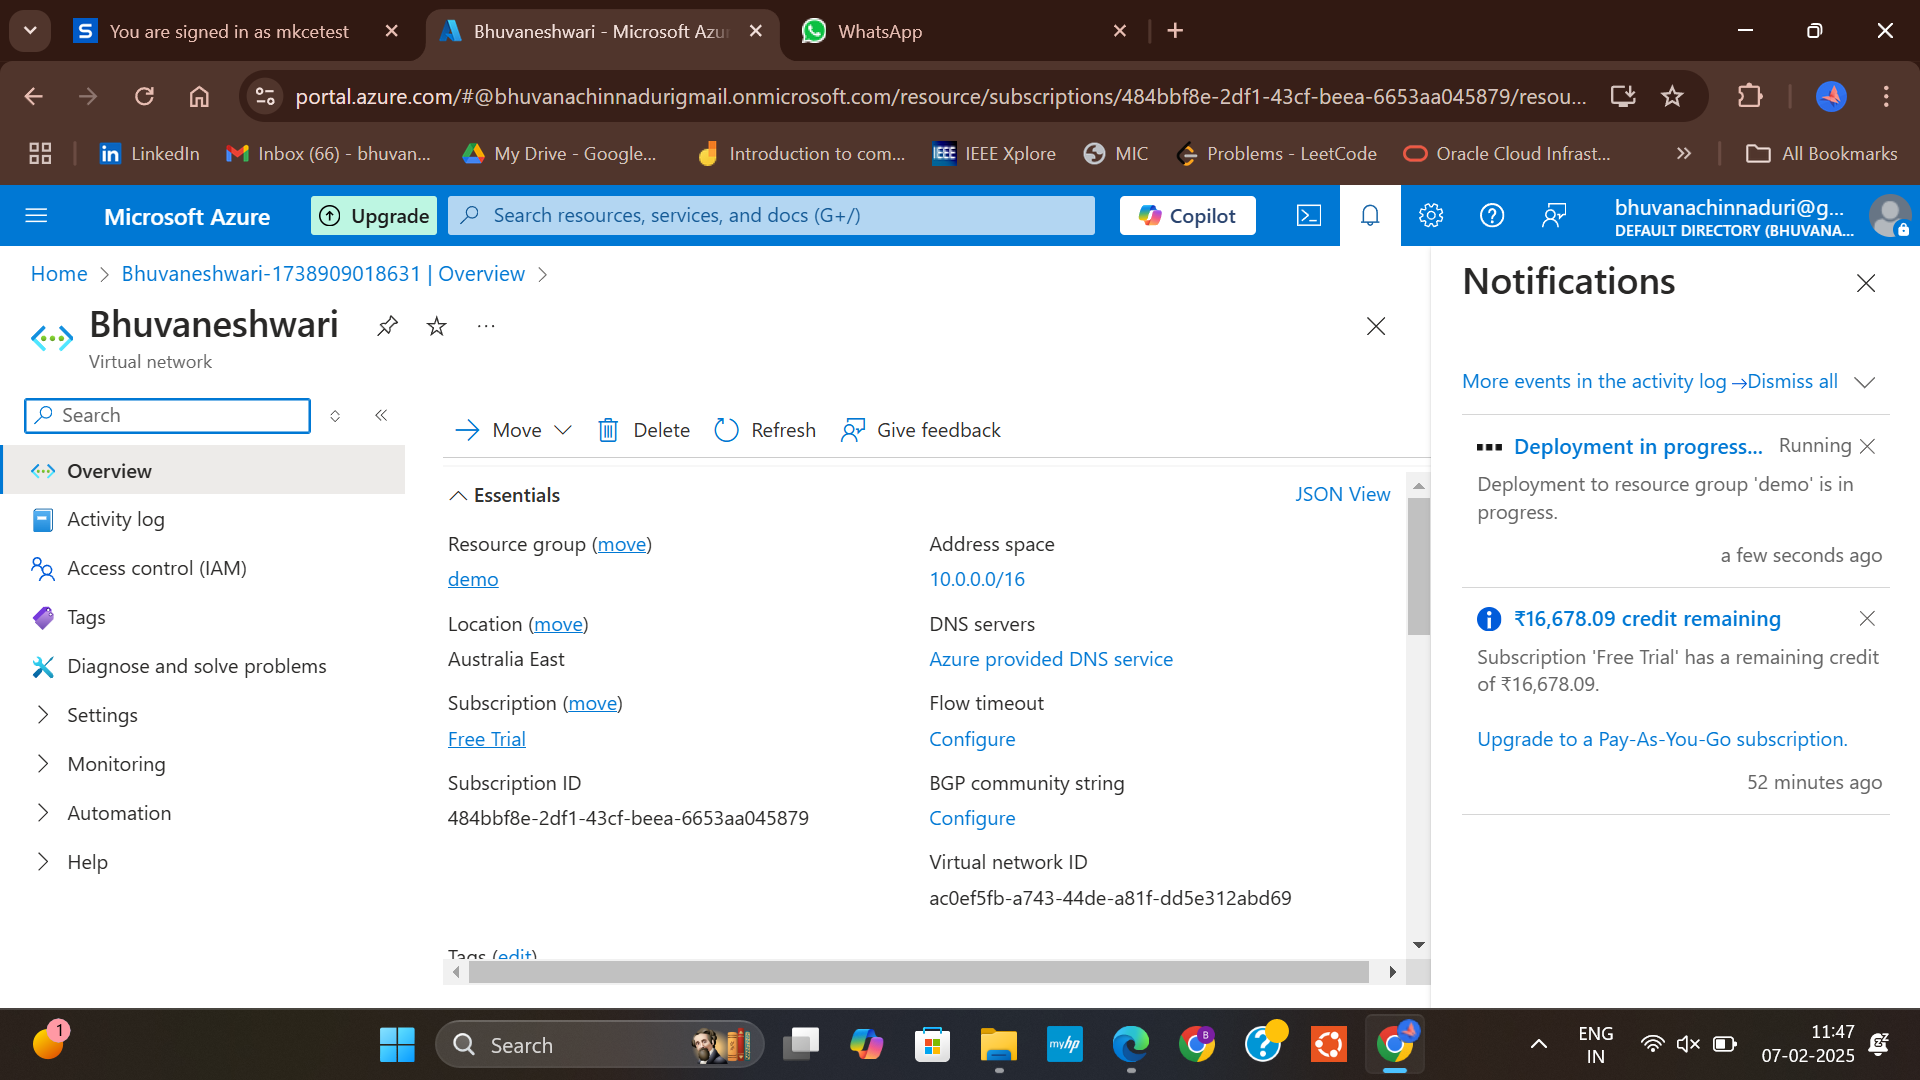 You are signed in as mkcetest
Bhuvaneshwari - Microsoft Azu
WhatsApp
portal.azure.com/#@bhuvanachinnadurigmail.onmicrosoft.com/resource/subscriptions/484bbf8e-2df1-43cf-beea-6653aa045879/resou...
LinkedIn
Inbox (66) - bhuvan...
My Drive - Google...
Introduction to com...
IEEE Xplore
MIC
Problems - LeetCode
Oracle Cloud Infrast...
All Bookmarks
Microsoft Azure
Upgrade
Search resources, services, and docs (G+/)
Copilot
bhuvanachinnaduri@g...
DEFAULT DIRECTORY (BHUVANA...
Home > Bhuvaneshwari-1738909018631 | Overview >
Bhuvaneshwari
Virtual network
Search
Overview
Activity log
Access control (IAM)
Tags
Diagnose and solve problems
Settings
Monitoring
Automation
Help
Move
Delete
Refresh
Give feedback
Essentials
JSON View
Resource group (move)
demo
Location (move)
Australia East
Subscription (move)
Free Trial
Subscription ID
484bbf8e-2df1-43cf-beea-6653aa045879
Address space
10.0.0.0/16
DNS servers
Azure provided DNS service
Flow timeout
Configure
BGP community string
Configure
Virtual network ID
ac0ef5fb-a743-44de-a81f-dd5e312abd69
Tags (edit)
Notifications
More events in the activity log →
Dismiss all
Deployment in progress...
Running
Deployment to resource group 'demo' is in
progress.
a few seconds ago
₹16,678.09 credit remaining
Subscription 'Free Trial' has a remaining credit
of ₹16,678.09.
Upgrade to a Pay-As-You-Go subscription.
52 minutes ago
1
Search
myhp
B
ENG
IN
11:47
07-02-2025